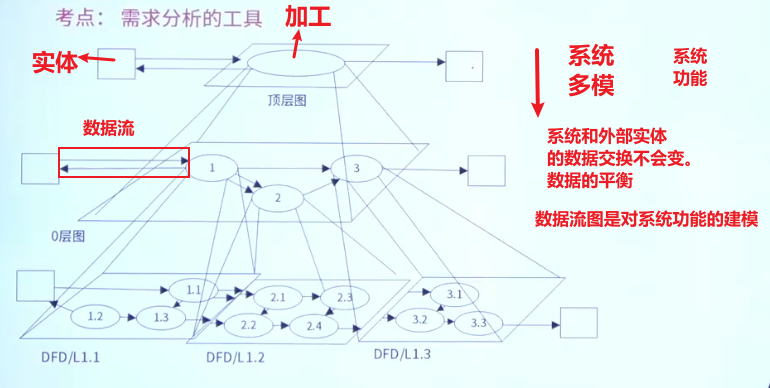 考点： 需求分析的工具
加工
实体
系统
多模
系统
功能
顶层图
数据流
系统和外部实体
的数据交换不会变。
数据的平衡
1
3
2
数据流图是对系统功能的建模
0层图
1.1
1.2
1.3
2.1
2.3
2.2
2.4
3.1
3.2
3.3
DFD/L1.1
DFD/L1.2
DFD/L1.3